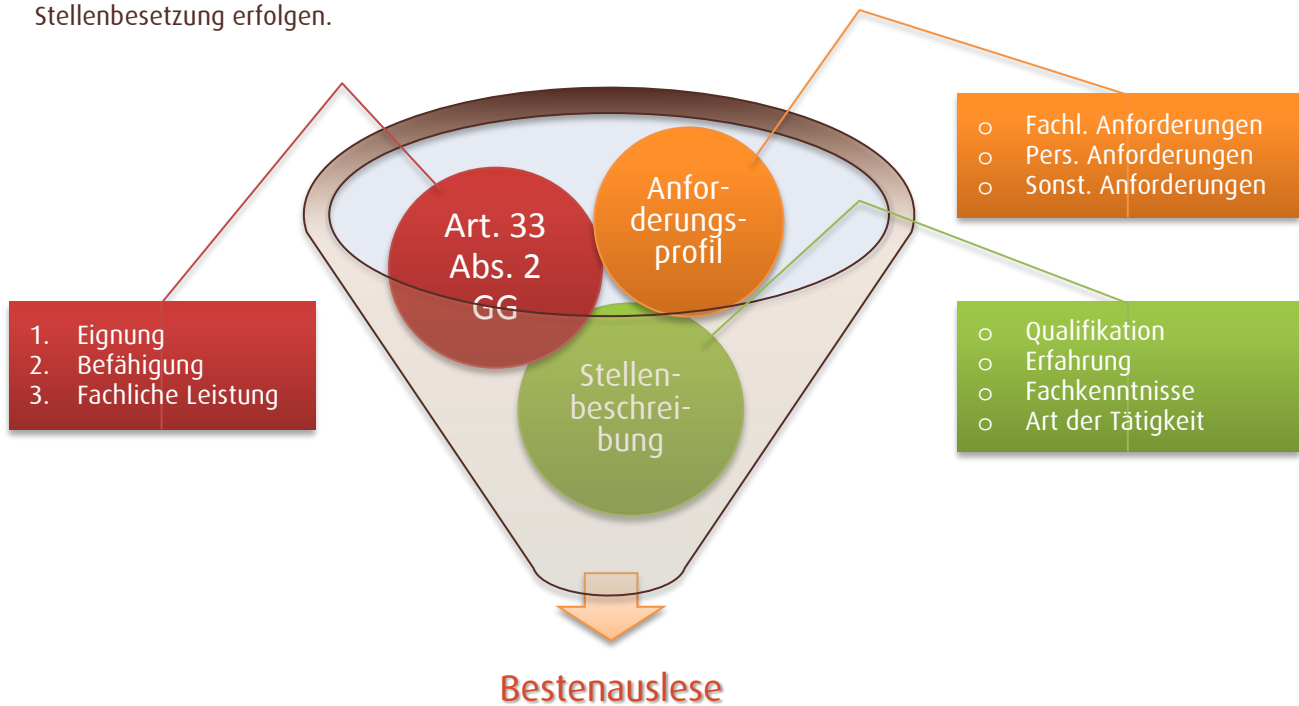 Stellenbesetzung erfolgen.
o Fachl. Anforderungen
o Pers. Anforderungen
o Sonst. Anforderungen
Anfor-
derungs-
profil
Art. 33
Abs. 2
GG
1. Eignung
2. Befähigung
3. Fachliche Leistung
o Qualifikation
o Erfahrung
o Fachkenntnisse
o Art der Tätigkeit
Stellen-
beschrei-
bung
Bestenauslese